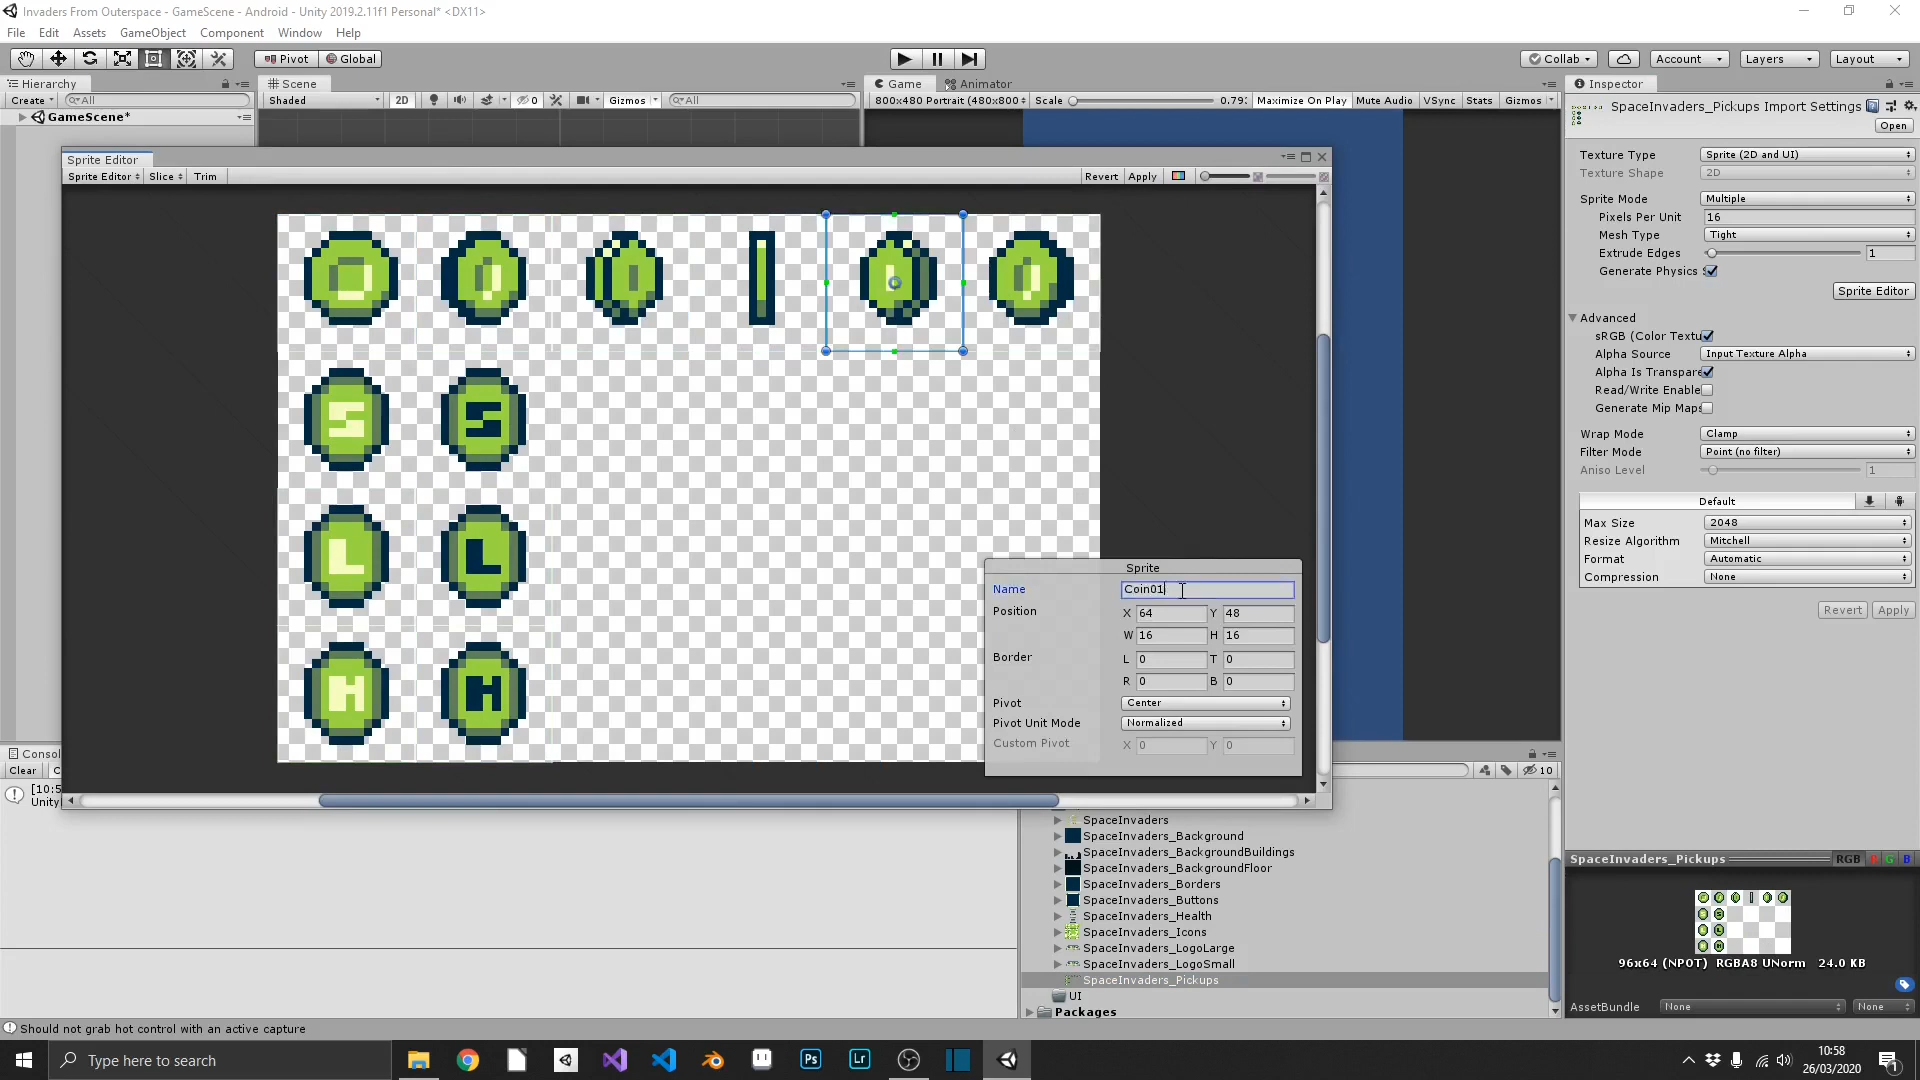 Invaders From Outerspace - GameScene - Android - Unity 2019.2.11f1 Personal* <DX11>
File Edit Assets GameObject Component Window Help
Pivot Global Collab Account Layers Layout
Hierarchy Scene Game Animator Inspector
Create All Shaded 2D 0 Gizmos All 800x480 Portrait (480x800 Scale 0.79: Maximize On Play Mute Audio VSync Stats Gizmos
SpaceInvaders_Pickups Import Settings
GameScene*
Open
Sprite Editor
Sprite Editor Slice Trim Revert Apply
Texture Type Sprite (2D and UI)
Texture Shape 2D
Sprite Mode Multiple
Pixels Per Unit 16
Mesh Type Tight
Extrude Edges 1
Generate Physics S
Sprite Editor
Advanced
sRGB (Color Textu
Alpha Source Input Texture Alpha
Alpha Is Transpare
Read/Write Enable
Generate Mip Maps
Wrap Mode Clamp
Filter Mode Point (no filter)
Aniso Level 1
Default
Max Size 2048
Resize Algorithm Mitchell
Format Automatic
Compression None
Revert Apply
S S
L L
H H
Sprite
Name Coin01
Position X 64 Y 48
W 16 H 16
Border L 0 T 0
R 0 B 0
Pivot Center
Pivot Unit Mode Normalized
Custom Pivot X 0 Y 0
Consol
Clear C
10
[10:5
Unity
SpaceInvaders
SpaceInvaders_Background
SpaceInvaders_BackgroundBuildings
SpaceInvaders_BackgroundFloor
SpaceInvaders_Borders
SpaceInvaders_Buttons
SpaceInvaders_Health
SpaceInvaders_Icons
SpaceInvaders_LogoLarge
SpaceInvaders_LogoSmall
SpaceInvaders_Pickups
UI
Packages
SpaceInvaders_Pickups RGB R G B
96x64 (NPOT) RGBA8 UNorm 24.0 KB
AssetBundle None None
Should not grab hot control with an active capture
Type here to search
Ps Lr
10:58
26/03/2020
1